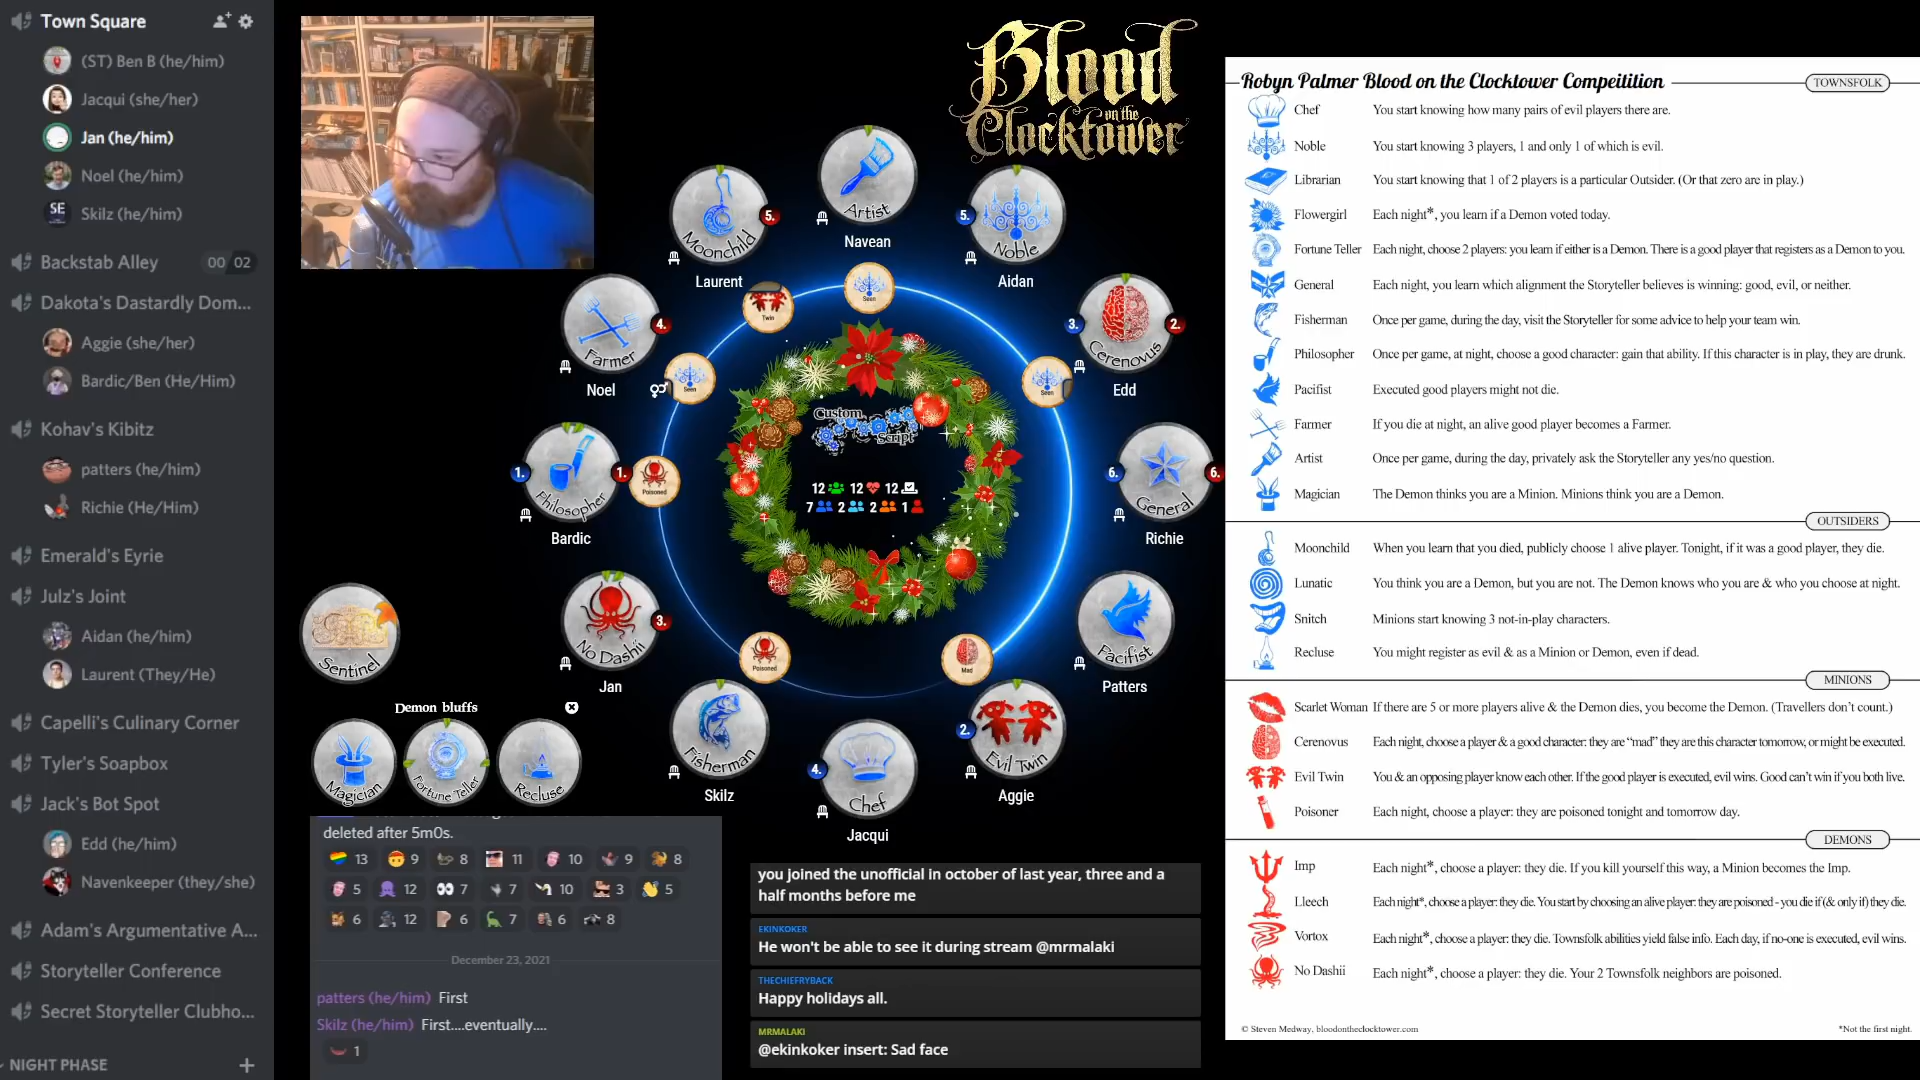 Town Square
(ST) Ben B (he/him)
Jacqui (she/her)
Jan (he/him)
Noel (he/him)
SE Skilz (he/him)
Backstab Alley 00 02
Dakota's Dastardly Dom...
Aggie (she/her)
Bardic/Ben (He/Him)
Kohav's Kibitz
patters (he/him)
Richie (He/Him)
Emerald's Eyrie
Julz's Joint
Aidan (he/him)
Laurent (They/He)
Capelli's Culinary Corner
Tyler's Soapbox
Jack's Bot Spot
Edd (he/him)
Navenkeeper (they/she)
Adam's Argumentative A...
Storyteller Conference
Secret Storyteller Clubho...
NIGHT PHASE
Blood
on the
Clocktower
Artist
Navean
Moonchild
5.
Laurent
Noble
5.
Aidan
Farmer
4.
Noel
Cerenovus
3.
2.
Edd
Philosopher
1.
1.
Bardic
General
6.
6.
Richie
No Dashii
3.
Jan
Pacifist
Patters
Fisherman
Skilz
Chef
4.
Jacqui
Evil Twin
2.
Aggie
Twin
Seen
Seen
Seen
Poisoned
Poisoned
Mad
Custom
Script
12 12 12
7 2 2 1
Sentinel
Demon bluffs
Magician
Fortune Teller
Recluse
deleted after 5m0s.
13 9 8 11 10 9 8
5 12 7 7 10 3 5
6 12 6 7 6 8
December 23, 2021
patters (he/him) First
Skilz (he/him) First....eventually....
1
you joined the unofficial in october of last year, three and a
half months before me
EKINKOKER
He won't be able to see it during stream @mrmalaki
THECHIEFRYBACK
Happy holidays all.
MRMALAKI
@ekinkoker insert: Sad face
Robyn Palmer Blood on the Clocktower Compeitition
TOWNSFOLK
Chef You start knowing how many pairs of evil players there are.
Noble You start knowing 3 players, 1 and only 1 of which is evil.
Librarian You start knowing that 1 of 2 players is a particular Outsider. (Or that zero are in play.)
Flowergirl Each night*, you learn if a Demon voted today.
Fortune Teller Each night, choose 2 players: you learn if either is a Demon. There is a good player that registers as a Demon to you.
General Each night, you learn which alignment the Storyteller believes is winning: good, evil, or neither.
Fisherman Once per game, during the day, visit the Storyteller for some advice to help your team win.
Philosopher Once per game, at night, choose a good character: gain that ability. If this character is in play, they are drunk.
Pacifist Executed good players might not die.
Farmer If you die at night, an alive good player becomes a Farmer.
Artist Once per game, during the day, privately ask the Storyteller any yes/no question.
Magician The Demon thinks you are a Minion. Minions think you are a Demon.
OUTSIDERS
Moonchild When you learn that you died, publicly choose 1 alive player. Tonight, if it was a good player, they die.
Lunatic You think you are a Demon, but you are not. The Demon knows who you are & who you choose at night.
Snitch Minions start knowing 3 not-in-play characters.
Recluse You might register as evil & as a Minion or Demon, even if dead.
MINIONS
Scarlet Woman If there are 5 or more players alive & the Demon dies, you become the Demon. (Travellers don't count.)
Cerenovus Each night, choose a player & a good character: they are "mad" they are this character tomorrow, or might be executed.
Evil Twin You & an opposing player know each other. If the good player is executed, evil wins. Good can't win if you both live.
Poisoner Each night, choose a player: they are poisoned tonight and tomorrow day.
DEMONS
Imp Each night*, choose a player: they die. If you kill yourself this way, a Minion becomes the Imp.
Lleech Each night*, choose a player: they die. You start by choosing an alive player: they are poisoned - you die if (& only if) they die.
Vortox Each night*, choose a player: they die. Townsfolk abilities yield false info. Each day, if no-one is executed, evil wins.
No Dashii Each night*, choose a player: they die. Your 2 Townsfolk neighbors are poisoned.
© Steven Medway, bloodontheclocktower.com
*Not the first night.